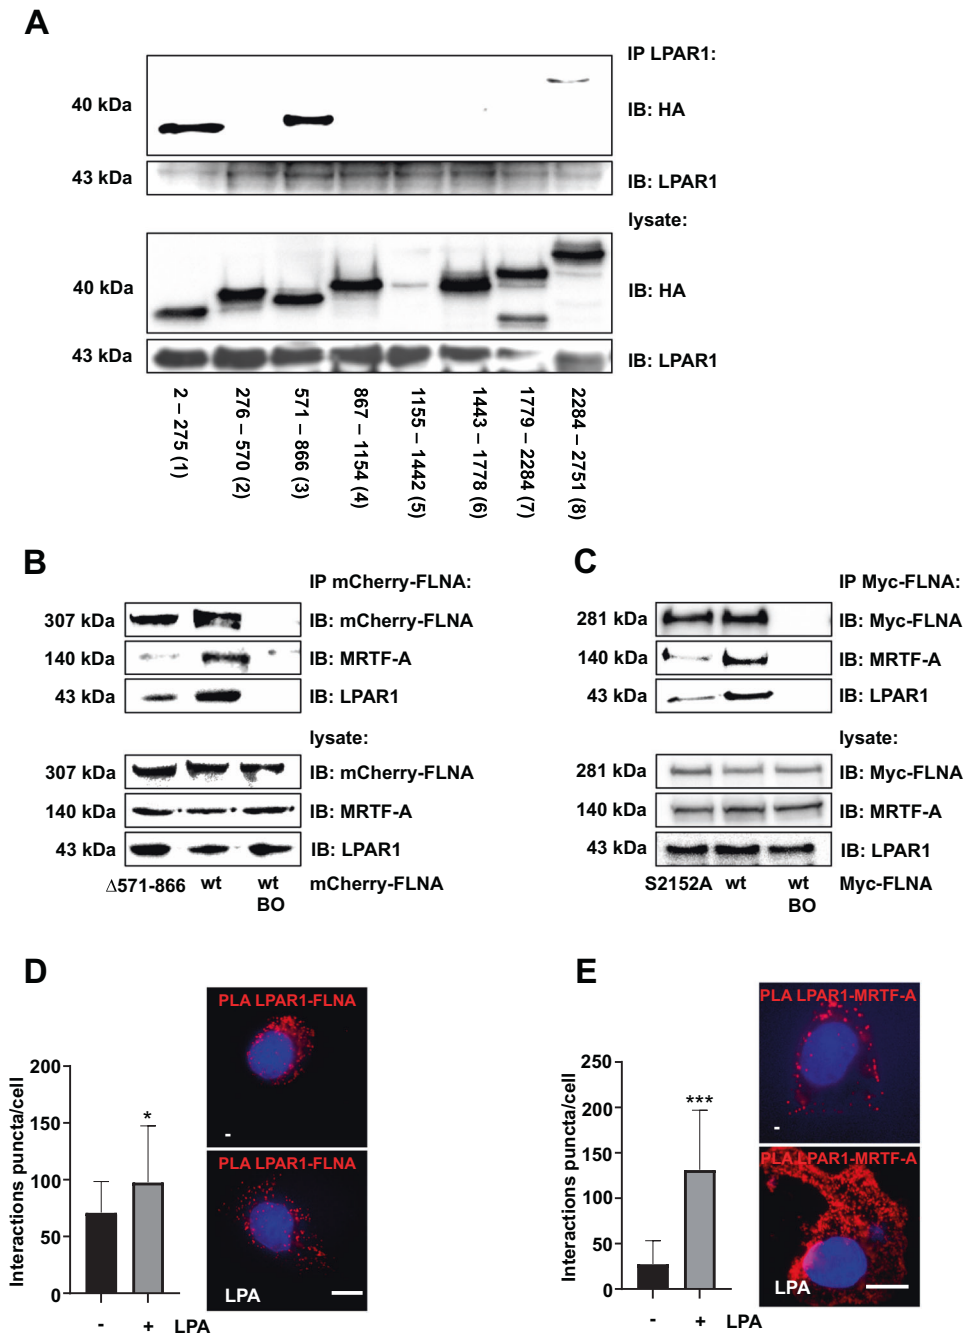 A
IP LPAR1:
40 kDa
IB: HA
43 kDa
IB: LPAR1
lysate:
40 kDa
IB: HA
43 kDa
IB: LPAR1
2 – 275 (1)
276 – 570 (2)
571 – 866 (3)
867 – 1154 (4)
1155 – 1442 (5)
1443 – 1778 (6)
1779 – 2284 (7)
2284 – 2751 (8)
B
IP mCherry-FLNA:
307 kDa
IB: mCherry-FLNA
140 kDa
IB: MRTF-A
43 kDa
IB: LPAR1
lysate:
307 kDa
IB: mCherry-FLNA
140 kDa
IB: MRTF-A
43 kDa
IB: LPAR1
Δ571-866 wt wt BO mCherry-FLNA
C
IP Myc-FLNA:
281 kDa
IB: Myc-FLNA
140 kDa
IB: MRTF-A
43 kDa
IB: LPAR1
lysate:
281 kDa
IB: Myc-FLNA
140 kDa
IB: MRTF-A
43 kDa
IB: LPAR1
S2152A wt wt BO Myc-FLNA
D
Interactions puncta/cell
200
150
100
50
0
*
- + LPA
PLA LPAR1-FLNA
-
PLA LPAR1-FLNA
LPA
E
Interactions puncta/cell
250
200
150
100
50
0
***
- + LPA
PLA LPAR1-MRTF-A
-
PLA LPAR1-MRTF-A
LPA